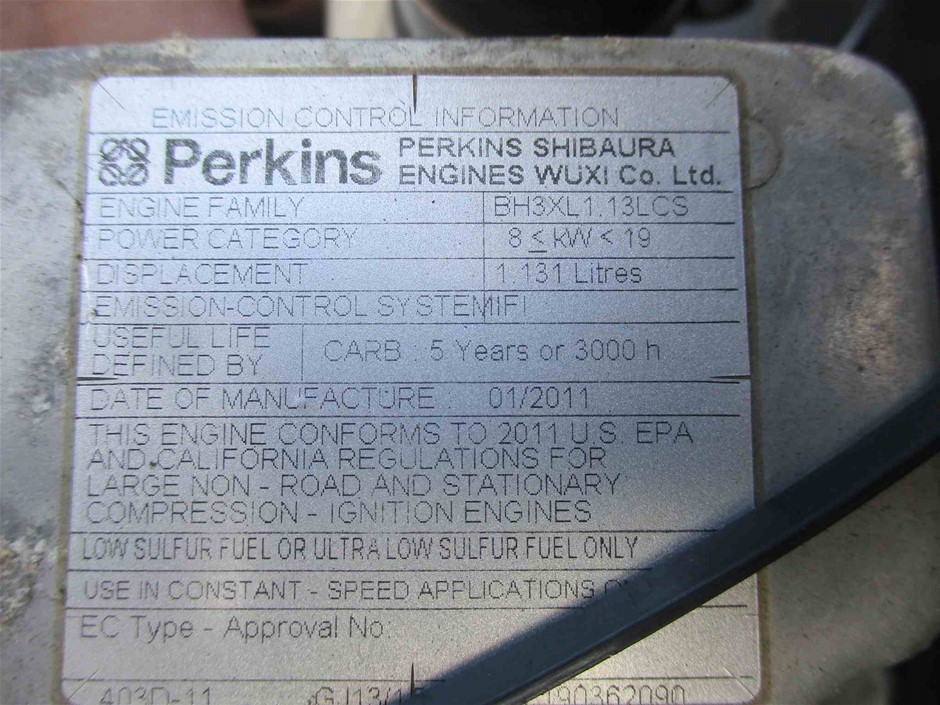 EMISSION CONTROL INFORMATION
Perkins PERKINS SHIBAURA
ENGINES WUXI Co. Ltd.
ENGINE FAMILY BH3XL1.13LCS
POWER CATEGORY 8 ≤ kW < 19
DISPLACEMENT 1.131 Litres
EMISSION-CONTROL SYSTEM IFI
USEFUL LIFE
DEFINED BY CARB : 5 Years or 3000 h
DATE OF MANUFACTURE : 01/2011
THIS ENGINE CONFORMS TO 2011 U.S. EPA
AND CALIFORNIA REGULATIONS FOR
LARGE NON - ROAD AND STATIONARY
COMPRESSION - IGNITION ENGINES
LOW SULFUR FUEL OR ULTRA LOW SULFUR FUEL ONLY
USE IN CONSTANT - SPEED APPLICATIONS
EC Type - Approval No:
403D-11